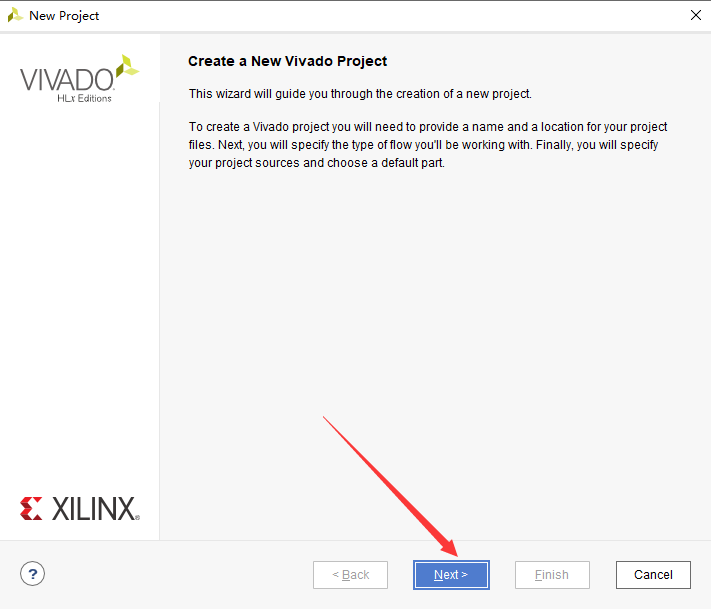 New Project
VIVADO
HLx Editions
Create a New Vivado Project
This wizard will guide you through the creation of a new project.
To create a Vivado project you will need to provide a name and a location for your project
files. Next, you will specify the type of flow you'll be working with. Finally, you will specify
your project sources and choose a default part.
XILINX®
?
< Back
Next >
Finish
Cancel